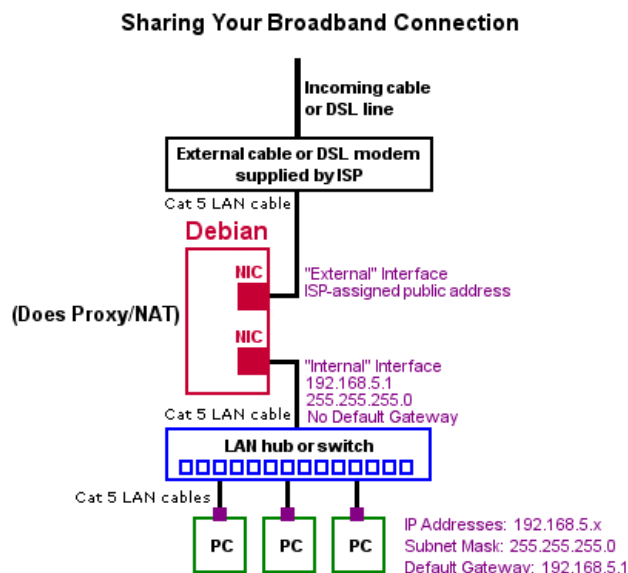 Sharing Your Broadband Connection
Incoming cable
or DSL line
External cable or DSL modem
supplied by ISP
Cat 5 LAN cable
Debian
NIC
"External" Interface
ISP-assigned public address
(Does Proxy/NAT)
NIC
"Internal" Interface
192.168.5.1
255.255.255.0
No Default Gateway
Cat 5 LAN cable
LAN hub or switch
Cat 5 LAN cables
PC
PC
PC
IP Addresses: 192.168.5.x
Subnet Mask: 255.255.255.0
Default Gateway: 192.168.5.1